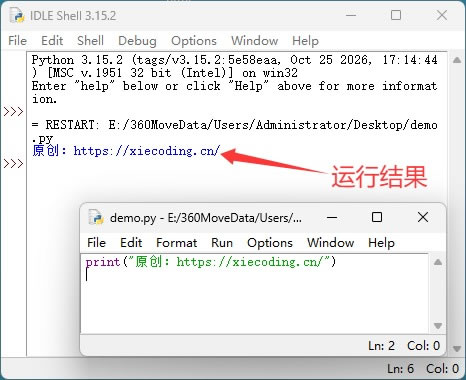 IDLE Shell 3.15.2
File Edit Shell Debug Options Window Help
Python 3.15.2 (tags/v3.15.2:5e58eaa, Oct 25 2026, 17:14:44
) [MSC v.1951 32 bit (Intel)] on win32
Enter "help" below or click "Help" above for more informat
ion.
>>>
= RESTART: E:/360MoveData/Users/Administrator/Desktop/demo
.py
原创：https://xiecoding.cn/
>>>
运行结果
demo.py - E:/360MoveData/Users/...
File Edit Format Run Options Window Help
print("原创：https://xiecoding.cn/")
Ln: 2 Col: 0
Ln: 6 Col: 0